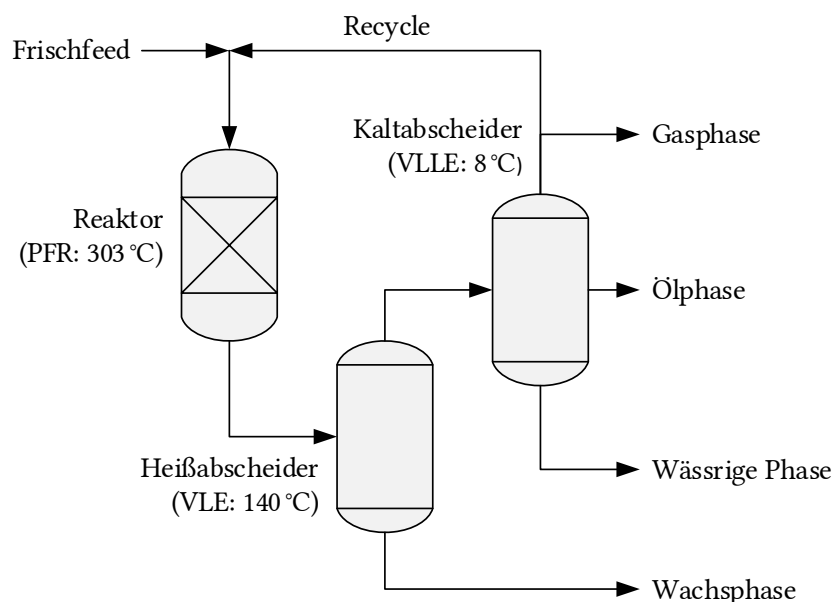 Recycle
Frischfeed
Kaltabscheider
(VLLE: 8 °C)
Gasphase
Reaktor
(PFR: 303 °C)
Ölphase
Heißabscheider
(VLE: 140 °C)
Wässrige Phase
Wachsphase